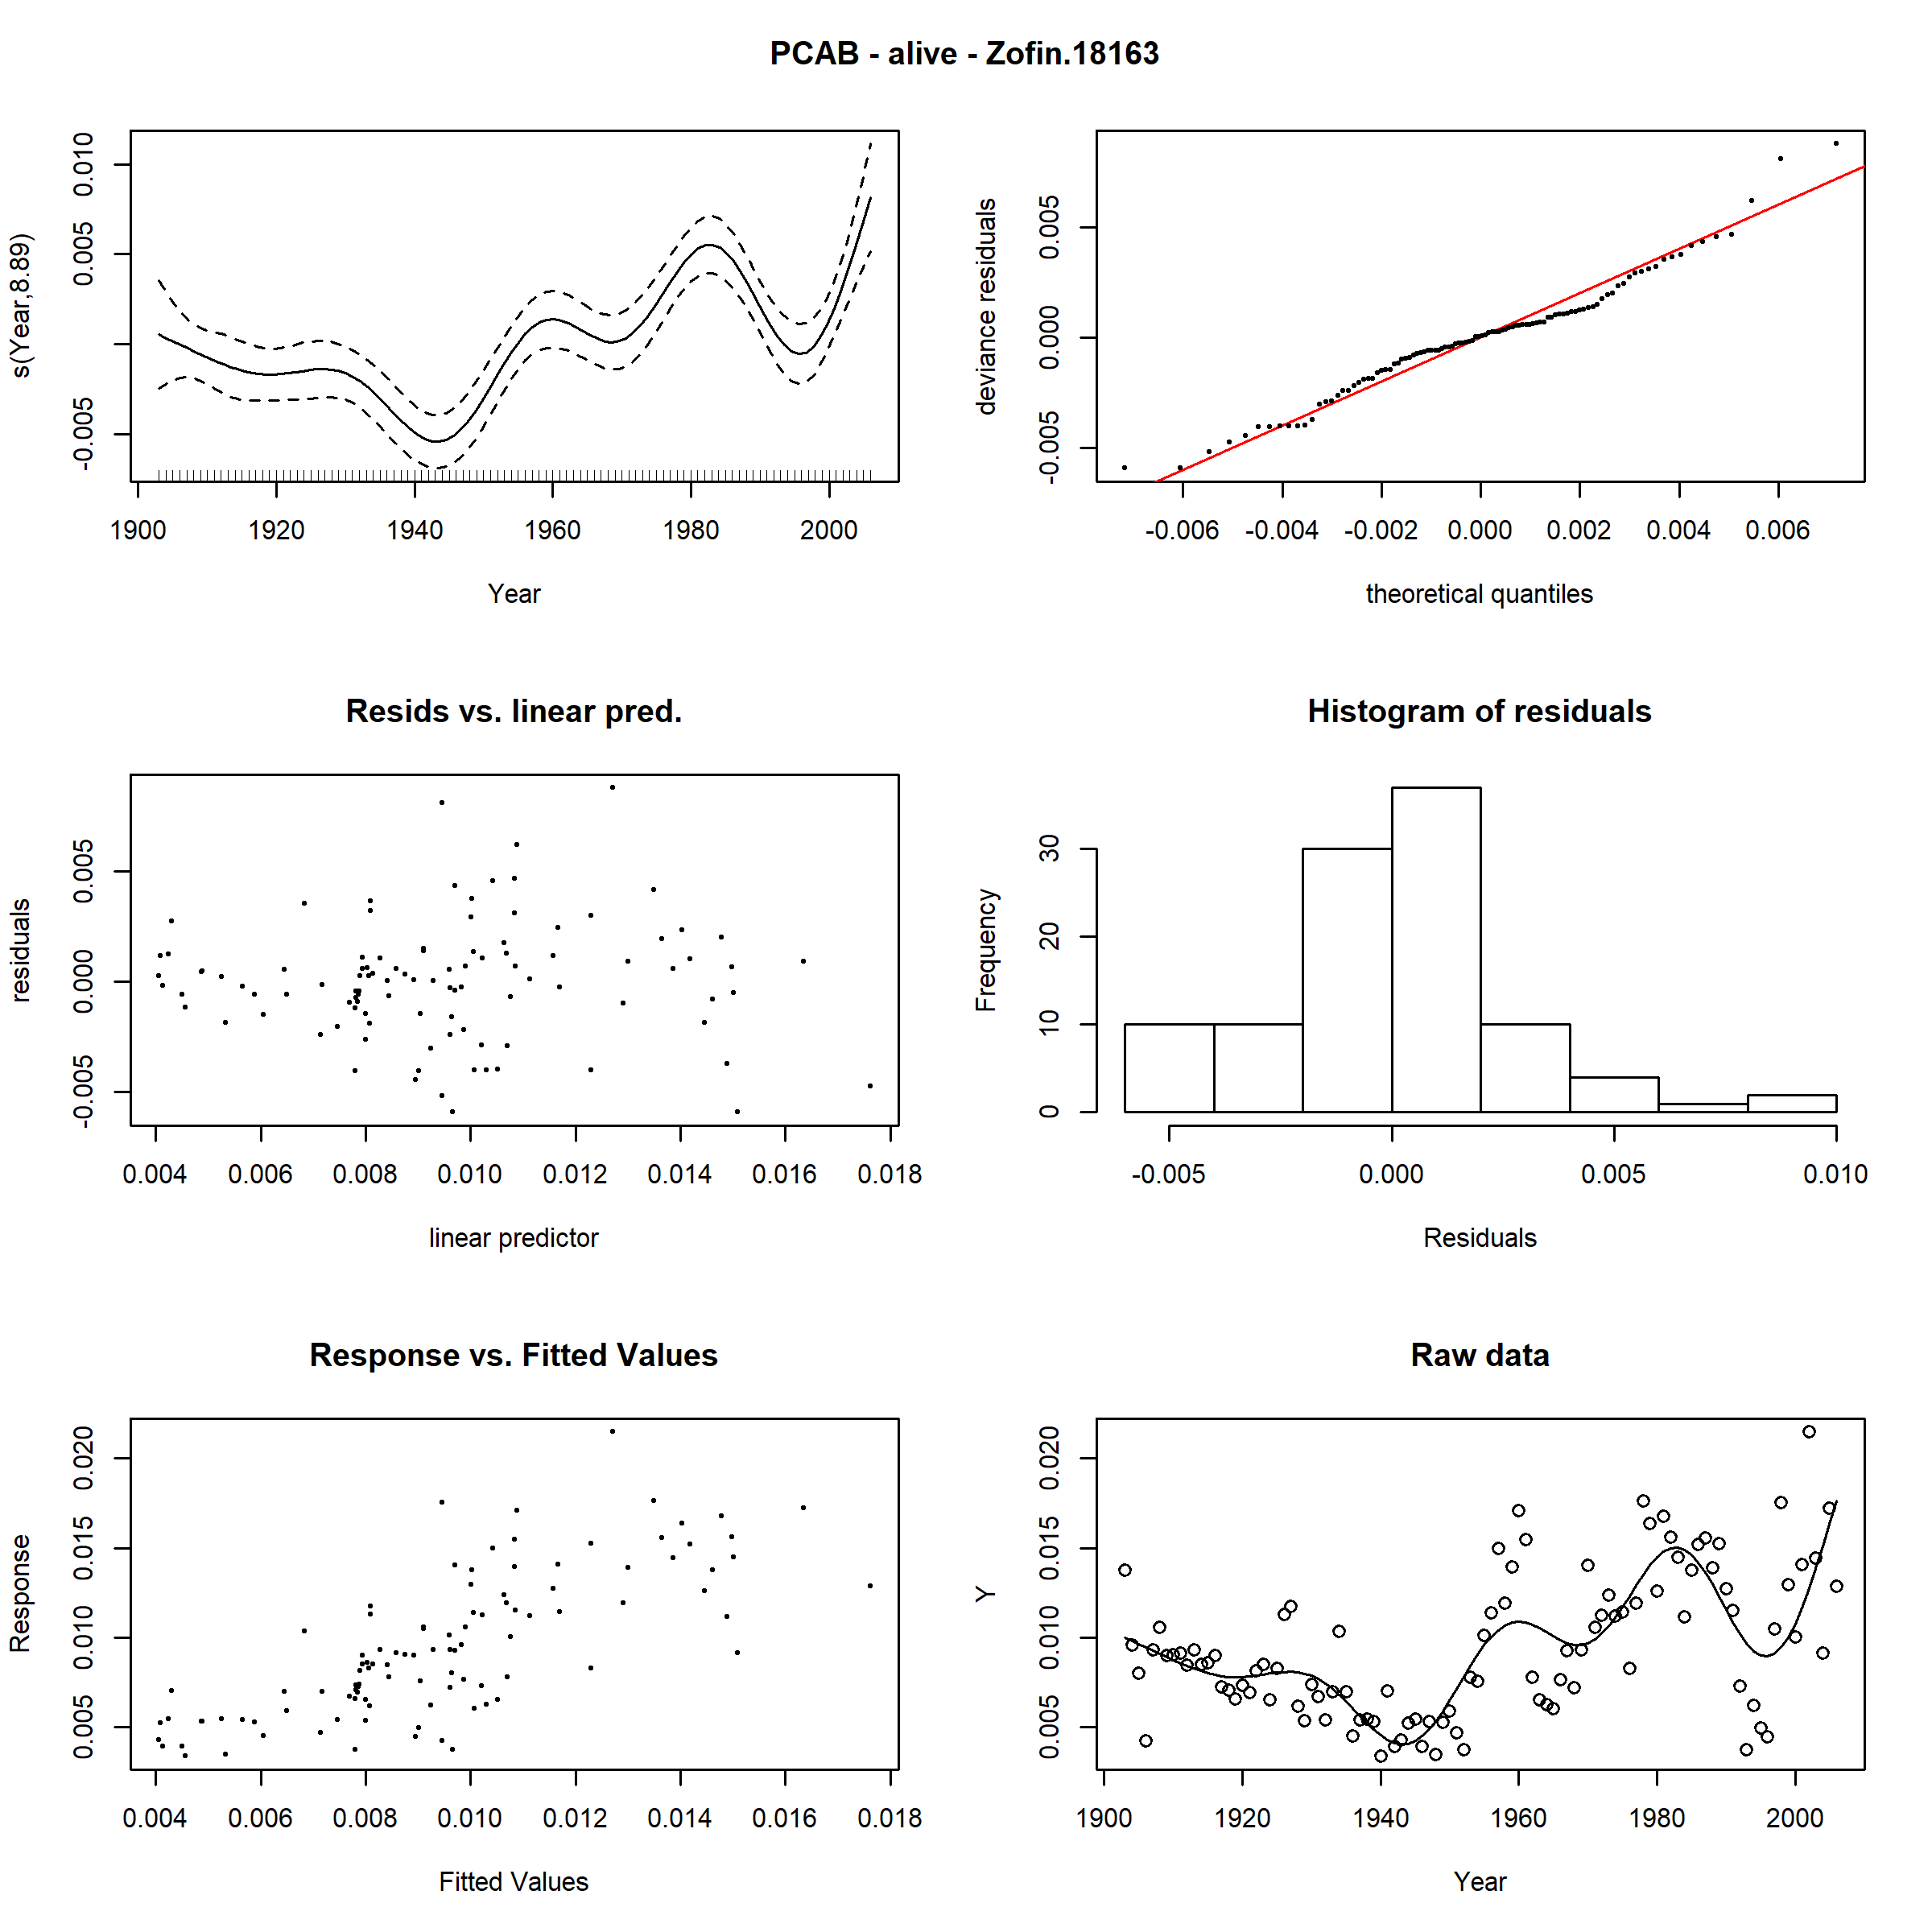 PCAB - alive - Zofin.18163
s(Year,8.89)
-0.005 0.005 0.010
1900 1920 1940 1960 1980 2000
Year
deviance residuals
-0.005 0.000 0.005
-0.006 -0.004 -0.002 0.000 0.002 0.004 0.006
theoretical quantiles
Resids vs. linear pred.
residuals
-0.005 0.000 0.005
0.004 0.006 0.008 0.010 0.012 0.014 0.016 0.018
linear predictor
Histogram of residuals
Frequency
0 10 20 30
-0.005 0.000 0.005 0.010
Residuals
Response vs. Fitted Values
Response
0.005 0.010 0.015 0.020
0.004 0.006 0.008 0.010 0.012 0.014 0.016 0.018
Fitted Values
Raw data
Y
0.005 0.010 0.015 0.020
1900 1920 1940 1960 1980 2000
Year